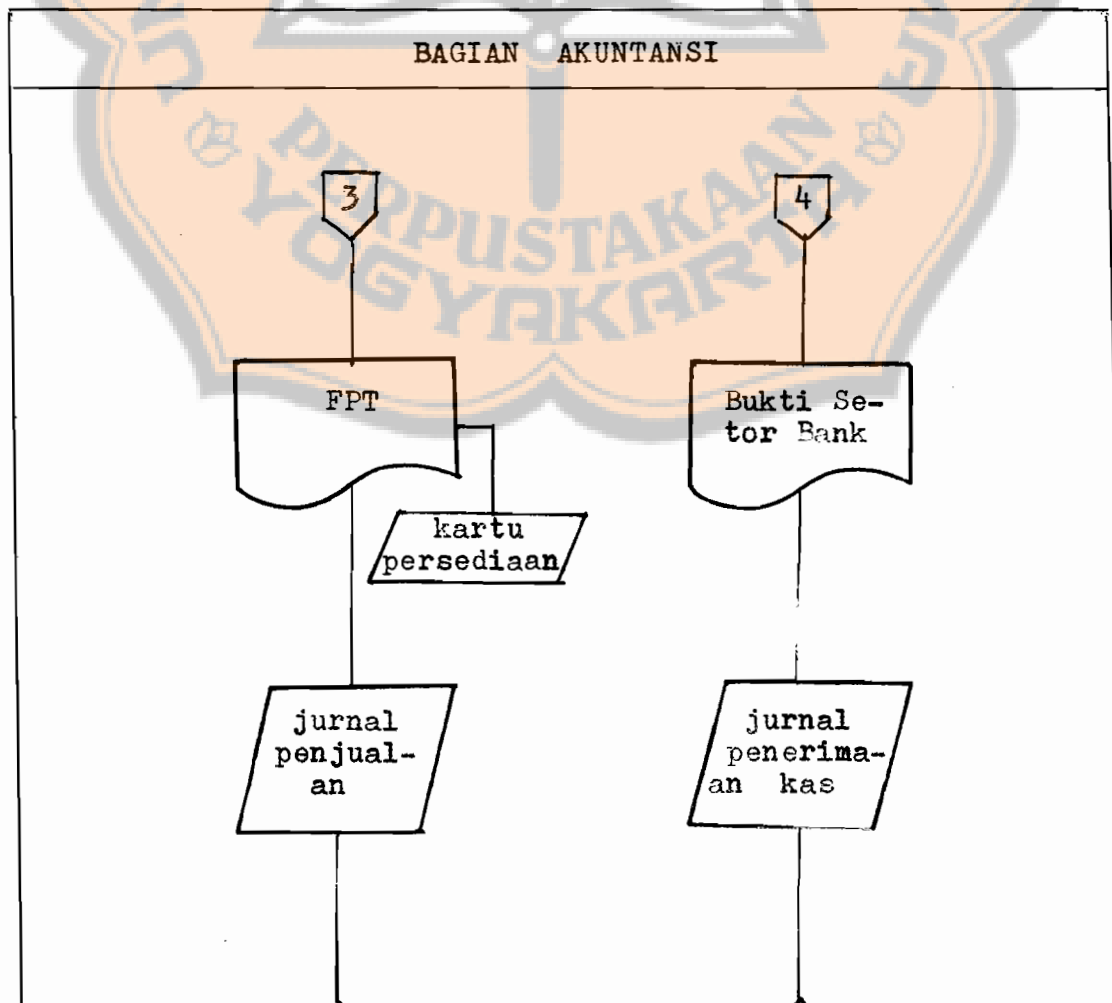 BAGIAN AKUNTANSI
3
4
PERPUSTAKAAN
YOGYAKARTA
FPT
Bukti Se-
tor Bank
kartu
persediaan
jurnal
penjual-
an
jurnal
penerima-
an kas